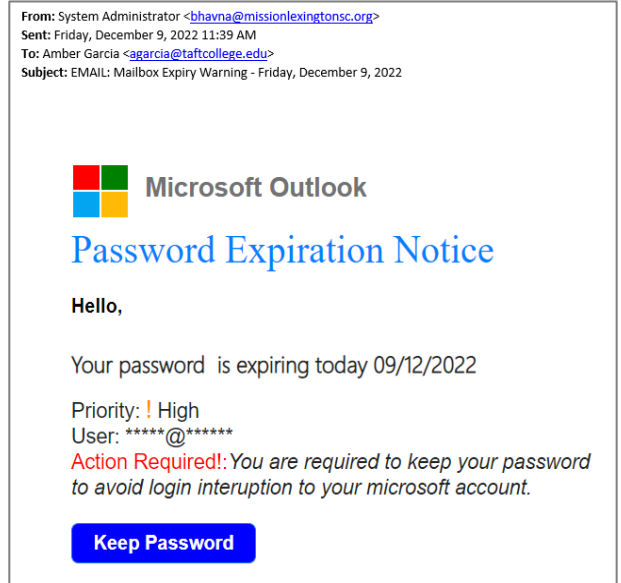 From: System Administrator <bhavna@missionlexingtonsc.org>
Sent: Friday, December 9, 2022 11:39 AM
To: Amber Garcia <agarcia@taftcollege.edu>
Subject: EMAIL: Mailbox Expiry Warning - Friday, December 9, 2022
Microsoft Outlook
Password Expiration Notice
Hello,
Your password  is expiring today 09/12/2022
Priority: ! High
User: *****@******
Action Required!: You are required to keep your password
to avoid login interuption to your microsoft account.
Keep Password